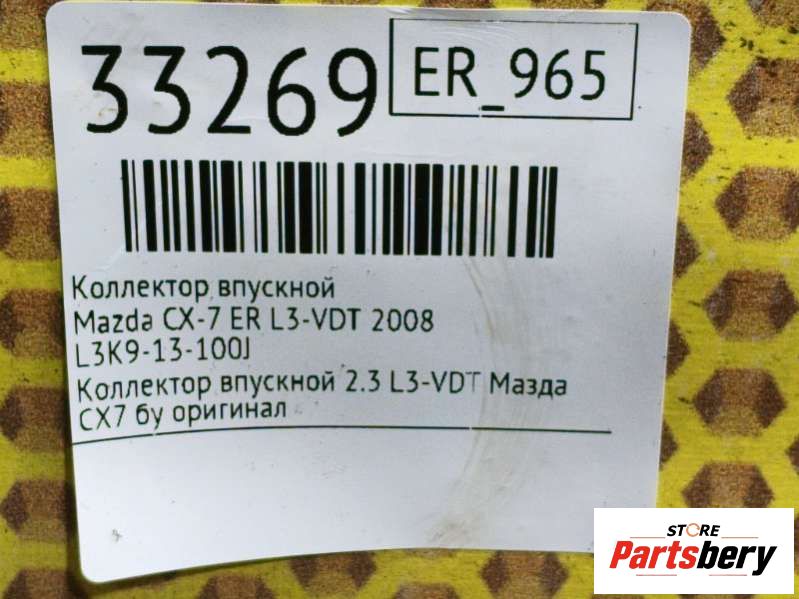 33269
ER_965
Коллектор впускной
Mazda CX-7 ER L3-VDT 2008
L3K9-13-100J
Коллектор впускной 2.3 L3-VDT Мазда
CX7 бу оригинал
STORE
Partsbery